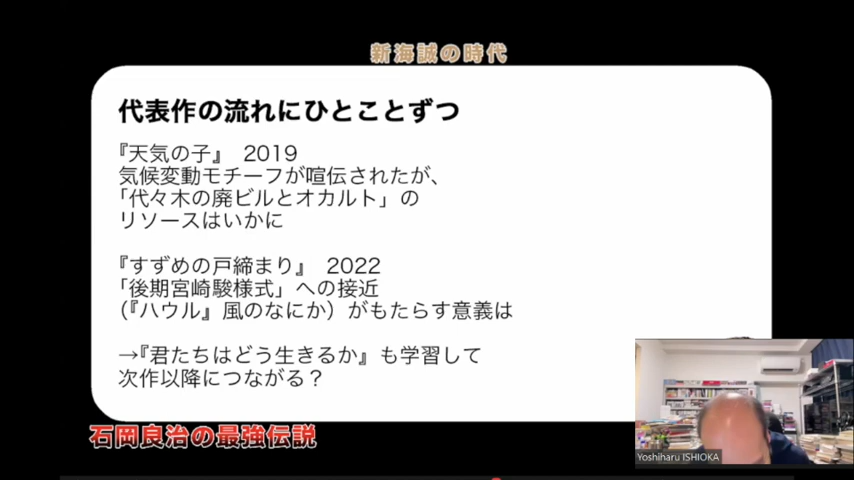 新海誠の時代
代表作の流れにひとことずつ
『天気の子』 2019
気候変動モチーフが喧伝されたが、
「代々木の廃ビルとオカルト」の
リソースはいかに
『すずめの戸締まり』 2022
「後期宮崎駿様式」への接近
（『ハウル』風のなにか）がもたらす意義は
→『君たちはどう生きるか』も学習して
次作以降につながる？
石岡良治の最強伝説
Yoshiharu ISHIOKA